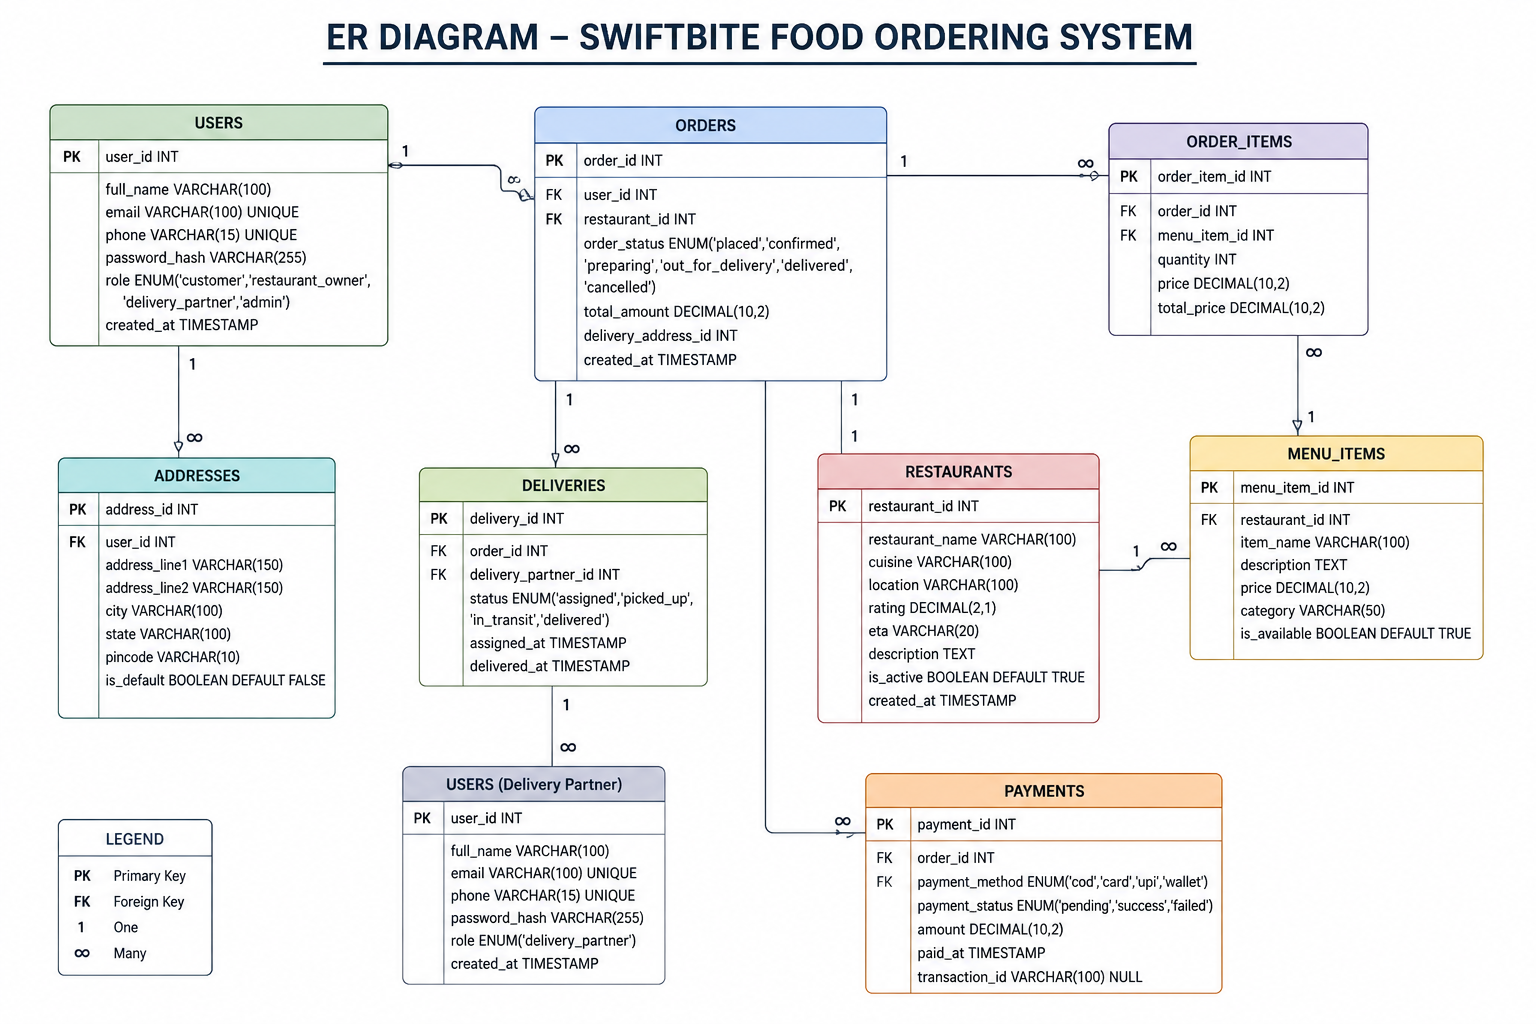 ER DIAGRAM – SWIFTBITE FOOD ORDERING SYSTEM
USERS
PK user_id INT
full_name VARCHAR(100)
email VARCHAR(100) UNIQUE
phone VARCHAR(15) UNIQUE
password_hash VARCHAR(255)
role ENUM('customer','restaurant_owner',
'delivery_partner','admin')
created_at TIMESTAMP
1
∞
ORDERS
PK order_id INT
FK user_id INT
FK restaurant_id INT
order_status ENUM('placed','confirmed',
'preparing','out_for_delivery','delivered',
'cancelled')
total_amount DECIMAL(10,2)
delivery_address_id INT
created_at TIMESTAMP
1
∞
ORDER_ITEMS
PK order_item_id INT
FK order_id INT
FK menu_item_id INT
quantity INT
price DECIMAL(10,2)
total_price DECIMAL(10,2)
1
∞
ADDRESSES
PK address_id INT
FK user_id INT
address_line1 VARCHAR(150)
address_line2 VARCHAR(150)
city VARCHAR(100)
state VARCHAR(100)
pincode VARCHAR(10)
is_default BOOLEAN DEFAULT FALSE
1
∞
DELIVERIES
PK delivery_id INT
FK order_id INT
FK delivery_partner_id INT
status ENUM('assigned','picked_up',
'in_transit','delivered')
assigned_at TIMESTAMP
delivered_at TIMESTAMP
1
1
RESTAURANTS
PK restaurant_id INT
restaurant_name VARCHAR(100)
cuisine VARCHAR(100)
location VARCHAR(100)
rating DECIMAL(2,1)
eta VARCHAR(20)
description TEXT
is_active BOOLEAN DEFAULT TRUE
created_at TIMESTAMP
1 ∞
∞
1
MENU_ITEMS
PK menu_item_id INT
FK restaurant_id INT
item_name VARCHAR(100)
description TEXT
price DECIMAL(10,2)
category VARCHAR(50)
is_available BOOLEAN DEFAULT TRUE
1
∞
USERS (Delivery Partner)
PK user_id INT
full_name VARCHAR(100)
email VARCHAR(100) UNIQUE
phone VARCHAR(15) UNIQUE
password_hash VARCHAR(255)
role ENUM('delivery_partner')
created_at TIMESTAMP
∞
PAYMENTS
PK payment_id INT
FK order_id INT
FK payment_method ENUM('cod','card','upi','wallet')
payment_status ENUM('pending','success','failed')
amount DECIMAL(10,2)
paid_at TIMESTAMP
transaction_id VARCHAR(100) NULL
LEGEND
PK Primary Key
FK Foreign Key
1 One
∞ Many